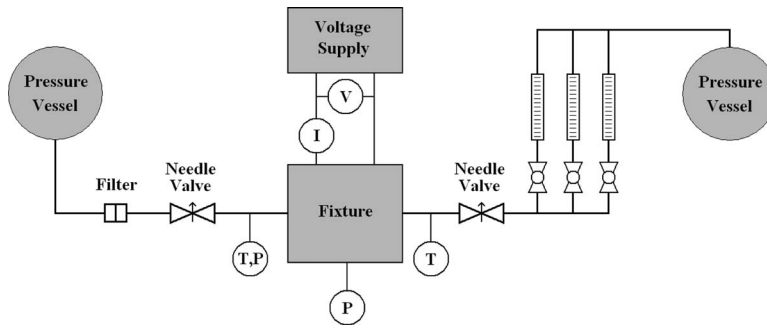 Voltage
Supply
Pressure
Vessel
V
Pressure
Vessel
I
Filter
Needle
Valve
Fixture
Needle
Valve
T,P
T
P